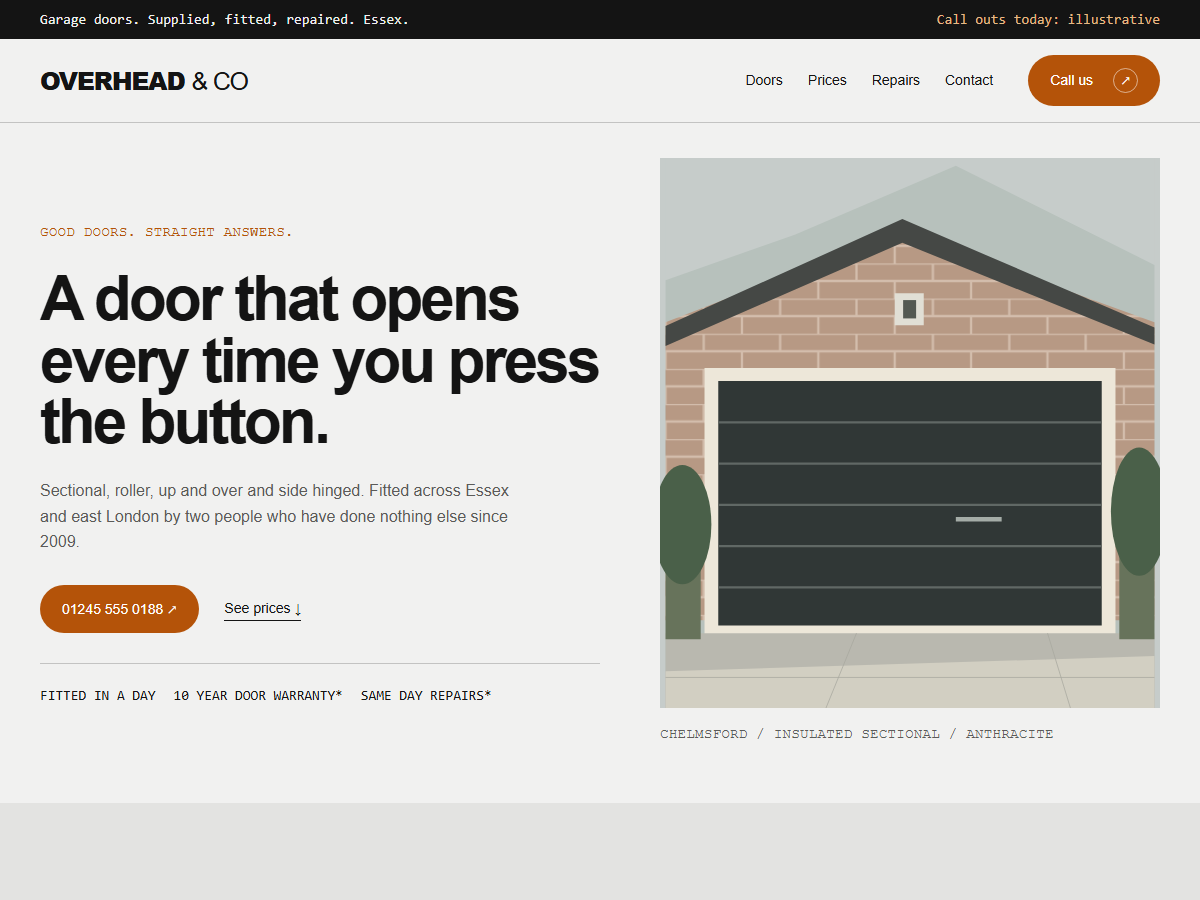 Garage doors. Supplied, fitted, repaired. Essex.
Call outs today: illustrative
OVERHEAD & CO
Doors
Prices
Repairs
Contact
Call us ↗
GOOD DOORS. STRAIGHT ANSWERS.
A door that opens
every time you press
the button.
Sectional, roller, up and over and side hinged. Fitted across Essex
and east London by two people who have done nothing else since
2009.
01245 555 0188 ↗
See prices ↓
FITTED IN A DAY
10 YEAR DOOR WARRANTY*
SAME DAY REPAIRS*
CHELMSFORD / INSULATED SECTIONAL / ANTHRACITE